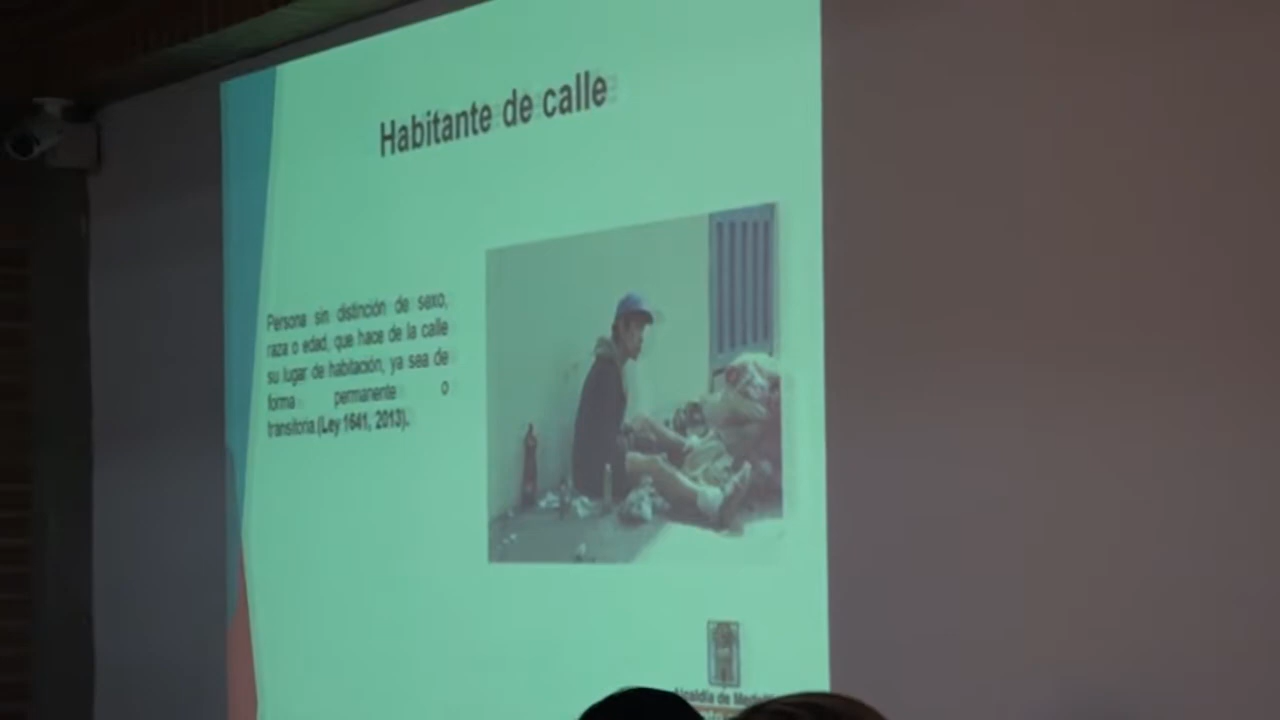 Habitante de calle
Persona sin distinción de sexo,
raza o edad, que hace de la calle
su lugar de habitación, ya sea de
forma permanente o
transitoria (Ley 1641, 2013).
Alcaldía de